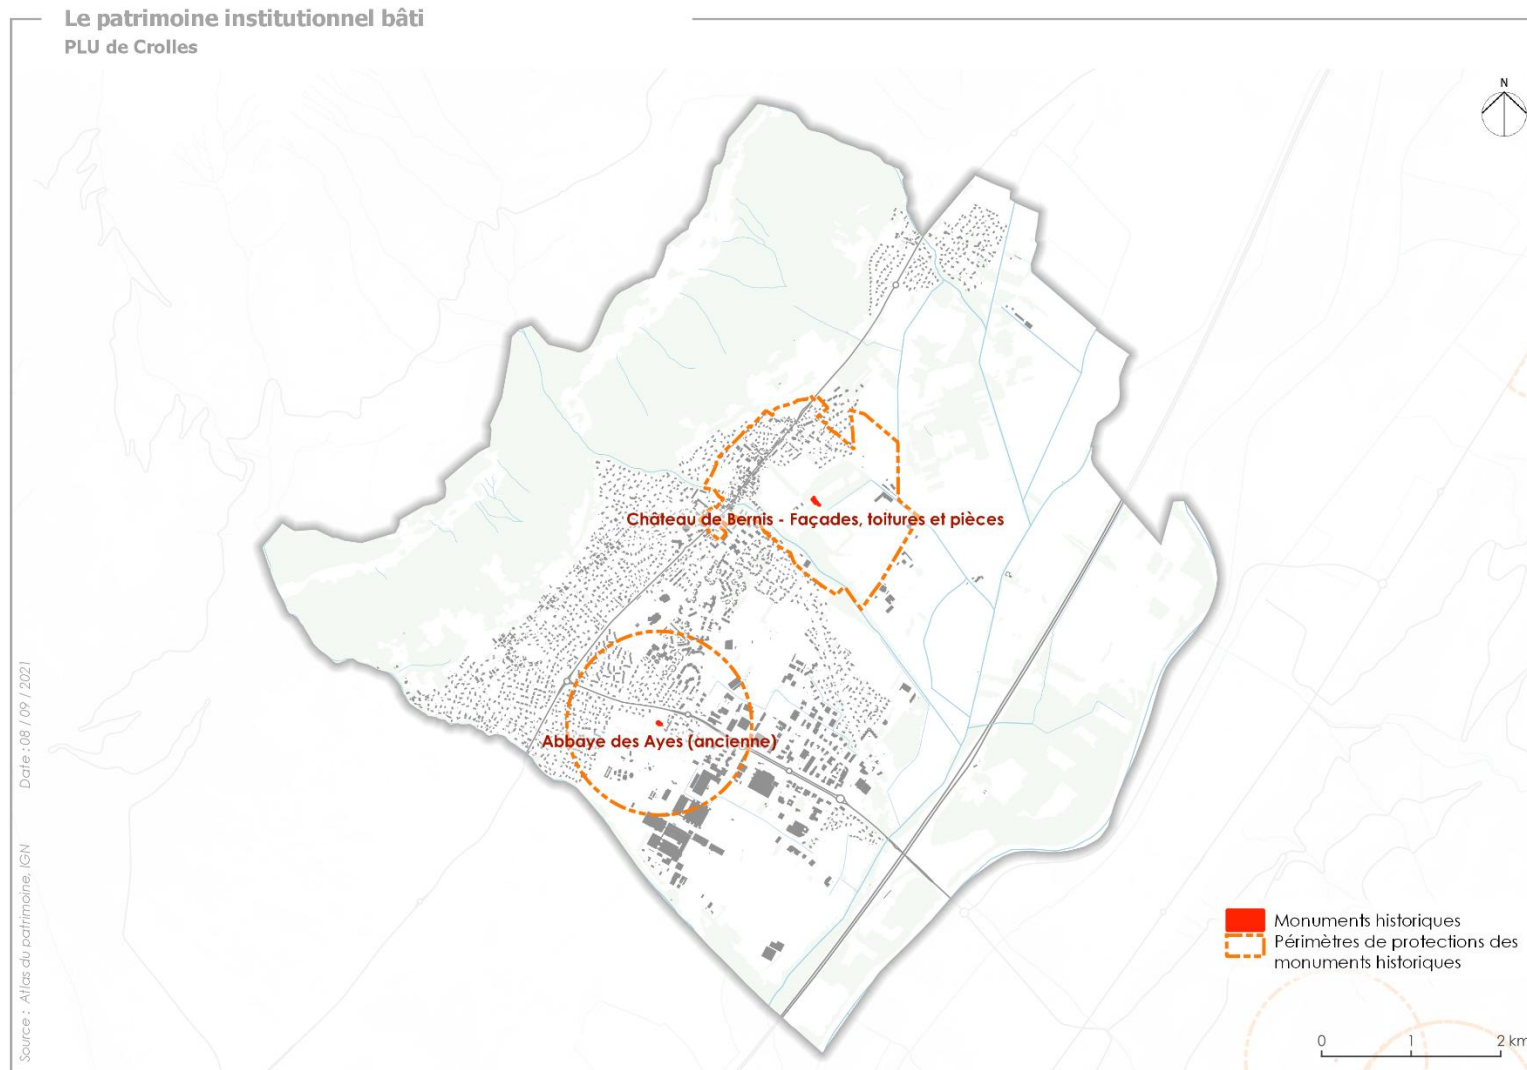 Le patrimoine institutionnel bâti
PLU de Crolles
N
Château de Bernis - Façades, toitures et pièces
Abbaye des Ayes (ancienne)
Monuments historiques
Périmètres de protections des
monuments historiques
0 1 2 km
Source : Atlas du patrimoine, IGN Date : 08 / 09 / 2021